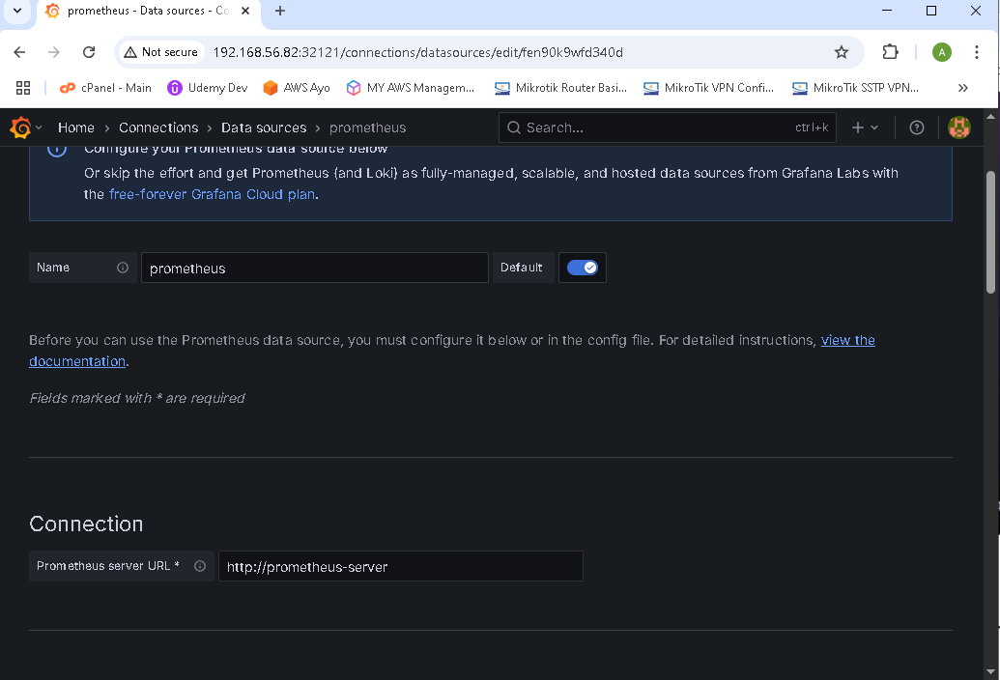 prometheus - Data sources - Co
Not secure 192.168.56.82:32121/connections/datasources/edit/fen90k9wfd340d A
cPanel - Main Udemy Dev AWS Ayo MY AWS Managem... Mikrotik Router Basi... MikroTik VPN Confi... MikroTik SSTP VPN... »
Home > Connections > Data sources > prometheus Search... ctrl+k
Configure your Prometheus data source below
Or skip the effort and get Prometheus (and Loki) as fully-managed, scalable, and hosted data sources from Grafana Labs with
the free-forever Grafana Cloud plan.
Name prometheus Default
Before you can use the Prometheus data source, you must configure it below or in the config file. For detailed instructions, view the
documentation.
Fields marked with * are required
Connection
Prometheus server URL * http://prometheus-server